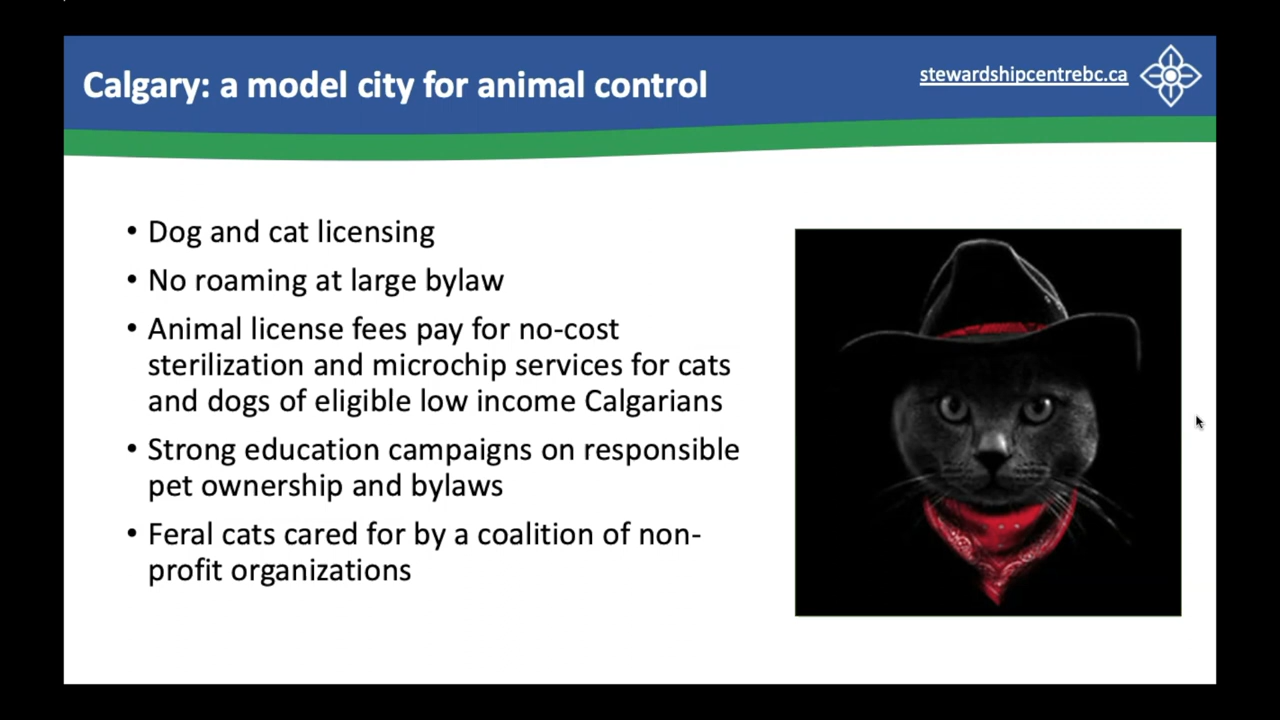 Calgary: a model city for animal control
stewardshipcentrebc.ca
• Dog and cat licensing
• No roaming at large bylaw
• Animal license fees pay for no-cost
sterilization and microchip services for cats
and dogs of eligible low income Calgarians
• Strong education campaigns on responsible
pet ownership and bylaws
• Feral cats cared for by a coalition of non-
profit organizations